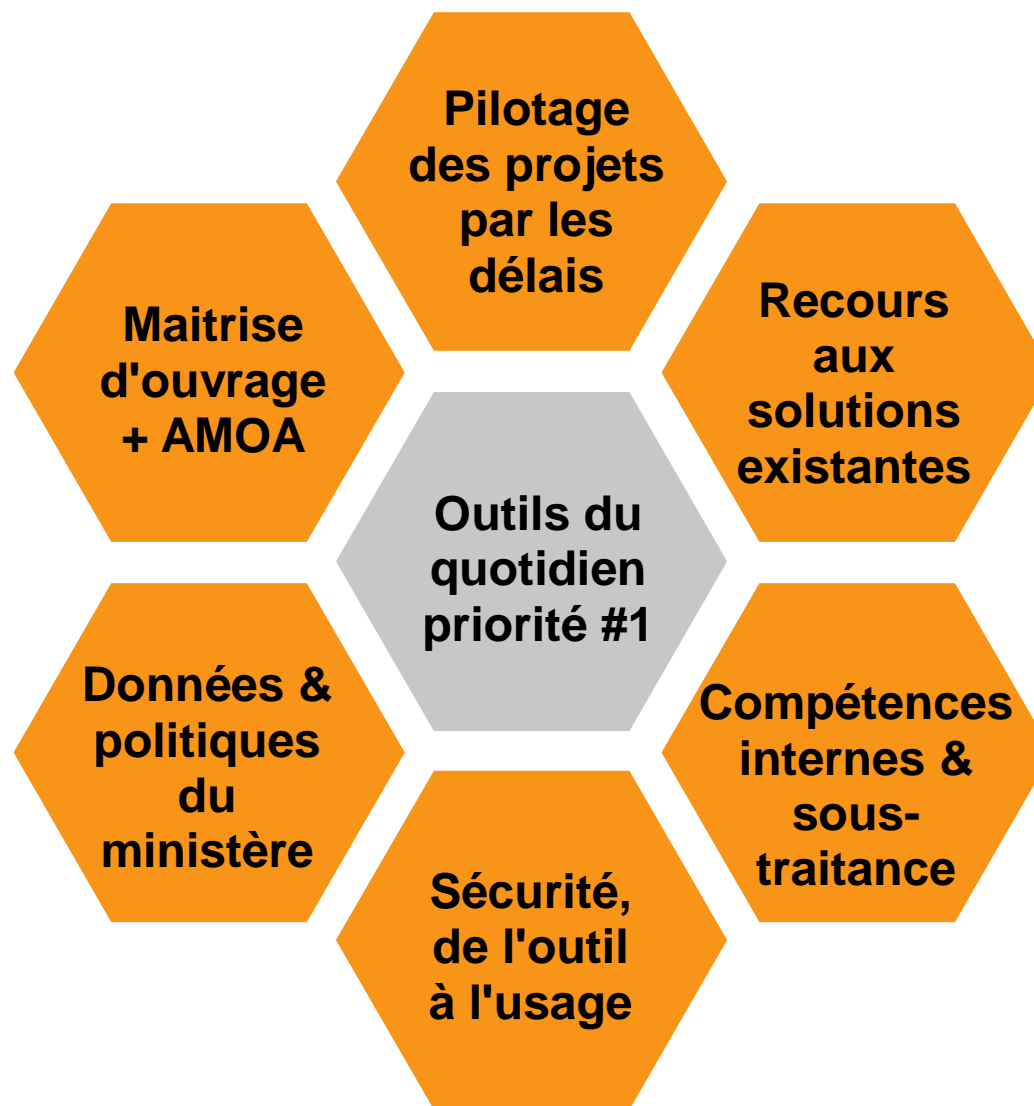 Pilotage
des projets
par les
délais
Maitrise
d'ouvrage
+ AMOA
Recours
aux
solutions
existantes
Outils du
quotidien
priorité #1
Données &
politiques
du
ministère
Compétences
internes &
sous-
traitance
Sécurité,
de l'outil
à l'usage